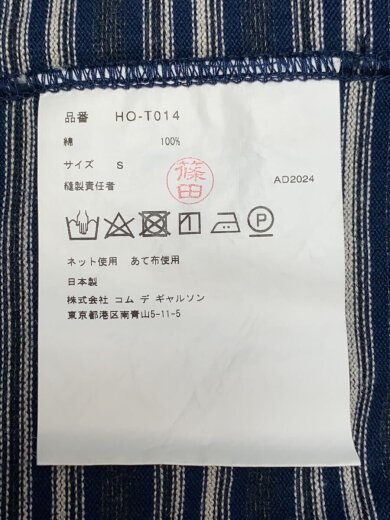 品番 HO-T014
綿 100%
サイズ S
篠田
縫製責任者
AD2024
ネット使用 あて布使用
日本製
株式会社 コム デ ギャルソン
東京都港区南青山5-11-5